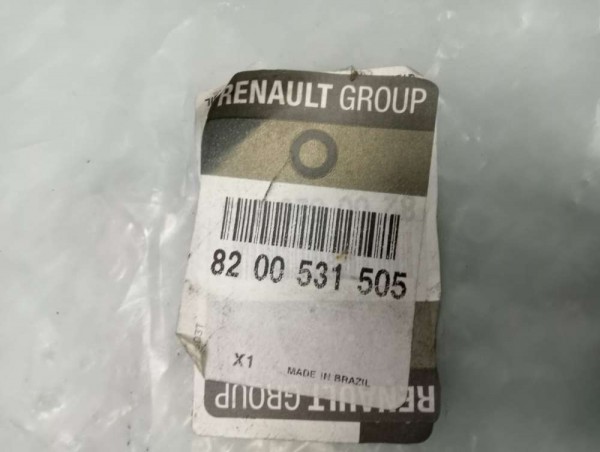 RENAULT GROUP
82 00 531 505
X1
MADE IN BRAZIL
RENAULT GROUP